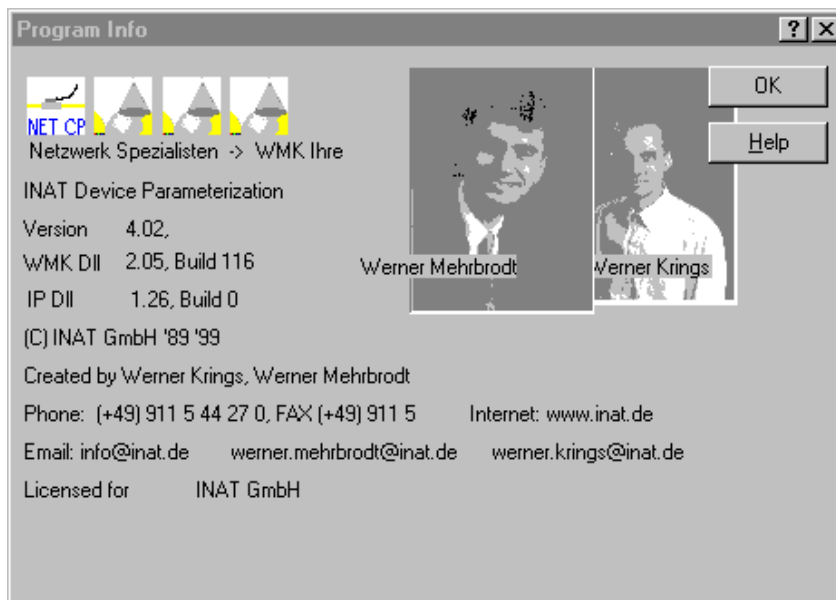 Program Info
OK
Help
NET CP
Netzwerk Spezialisten -> WMK Ihre
INAT Device Parameterization
Version 4.02,
WMK Dll 2.05, Build 116
IP Dll 1.26, Build 0
Werner Mehrbrodt
Werner Krings
(C) INAT GmbH '89 '99
Created by Werner Krings, Werner Mehrbrodt
Phone: (+49) 911 5 44 27 0, FAX (+49) 911 5 Internet: www.inat.de
Email: info@inat.de werner.mehrbrodt@inat.de werner.krings@inat.de
Licensed for INAT GmbH